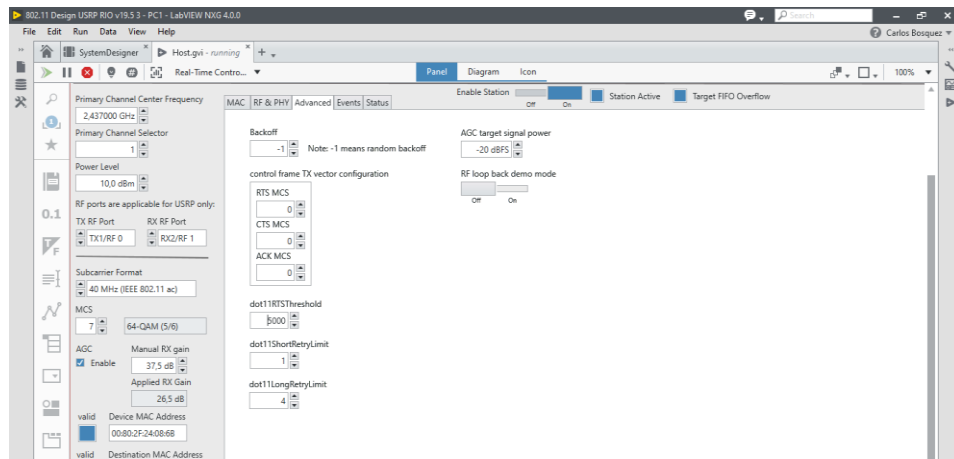 802.11 Design USRP RIO v19.5 3 - PC1 - LabVIEW NXG 4.0.0
Search
File Edit Run Data View Help
Carlos Bosquez
SystemDesigner
Host.gvi - running
Real-Time Contro...
Panel Diagram Icon
100%
Primary Channel Center Frequency
2,437000 GHz
Primary Channel Selector
1
Power Level
10,0 dBm
RF ports are applicable for USRP only:
TX RF Port RX RF Port
TX1/RF 0 RX2/RF 1
Subcarrier Format
40 MHz (IEEE 802.11 ac)
MCS
7 64-QAM (5/6)
AGC Manual RX gain
Enable 37,5 dB
Applied RX Gain
26,5 dB
valid Device MAC Address
00:80:2F:24:08:6B
valid Destination MAC Address
MAC RF & PHY Advanced Events Status
Enable Station
Off On
Station Active
Target FIFO Overflow
Backoff
-1 Note: -1 means random backoff
control frame TX vector configuration
RTS MCS
0
CTS MCS
0
ACK MCS
0
dot11RTSThreshold
5000
dot11ShortRetryLimit
1
dot11LongRetryLimit
4
AGC target signal power
-20 dBFS
RF loop back demo mode
Off On
0.1